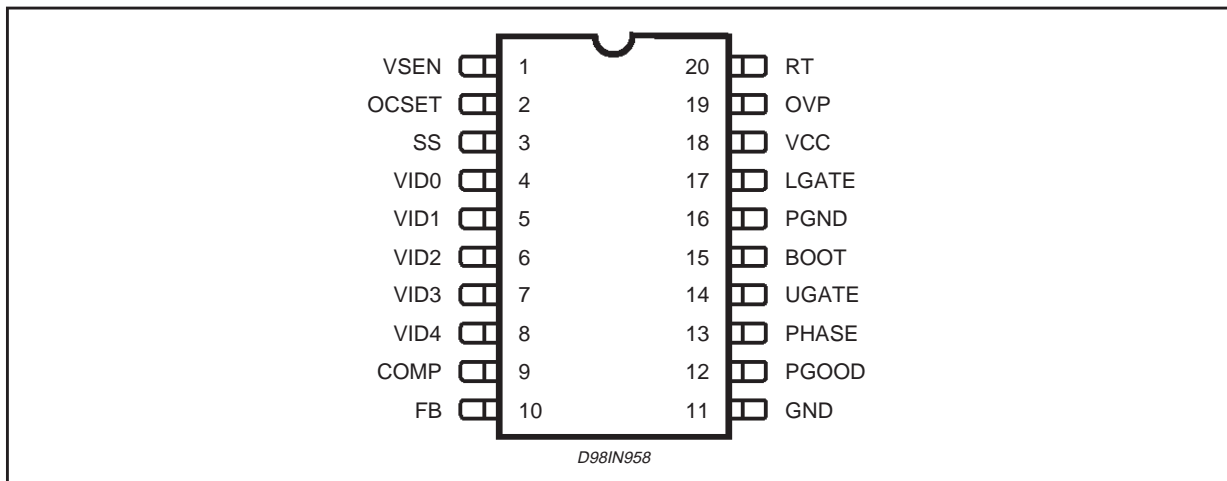 VSEN 1 20 RT
OCSET 2 19 OVP
SS 3 18 VCC
VID0 4 17 LGATE
VID1 5 16 PGND
VID2 6 15 BOOT
VID3 7 14 UGATE
VID4 8 13 PHASE
COMP 9 12 PGOOD
FB 10 11 GND
D98IN958